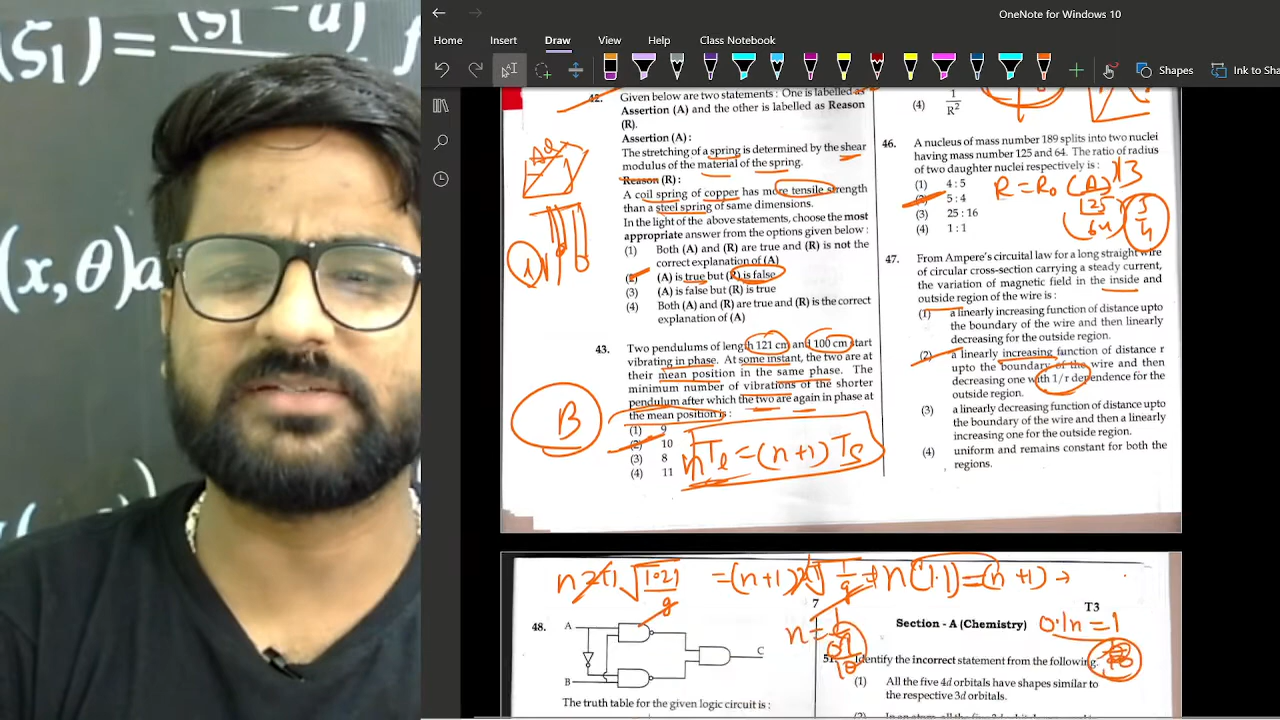 (ζ₁) =
(x, θ) a
OneNote for Windows 10
Home Insert Draw View Help Class Notebook
Shapes
Ink to Sha
42. Given below are two statements : One is labelled as
Assertion (A) and the other is labelled as Reason
(R).
Assertion (A) :
The stretching of a spring is determined by the shear
modulus of the material of the spring.
Reason (R) :
A coil spring of copper has more tensile strength
than a steel spring of same dimensions.
In the light of the above statements, choose the most
appropriate answer from the options given below :
(1) Both (A) and (R) are true and (R) is not the
correct explanation of (A)
(2) (A) is true but (R) is false
(3) (A) is false but (R) is true
(4) Both (A) and (R) are true and (R) is the correct
explanation of (A)
43. Two pendulums of length 121 cm and 100 cm start
vibrating in phase. At some instant, the two are at
their mean position in the same phase. The
minimum number of vibrations of the shorter
pendulum after which the two are again in phase at
the mean position is :
(1) 9
(2) 10
(3) 8
(4) 11
B
nTℓ = (n+1) Ts
(4) 1/R²
46. A nucleus of mass number 189 splits into two nuclei
having mass number 125 and 64. The ratio of radius
of two daughter nuclei respectively is :
(1) 4 : 5
(2) 5 : 4
(3) 25 : 16
(4) 1 : 1
R = R₀ (A)^1/3
47. From Ampere's circuital law for a long straight wire
of circular cross-section carrying a steady current,
the variation of magnetic field in the inside and
outside region of the wire is :
(1) a linearly increasing function of distance upto
the boundary of the wire and then linearly
decreasing for the outside region.
(2) a linearly increasing function of distance r
upto the boundary of the wire and then
decreasing one with 1/r dependence for the
outside region.
(3) a linearly decreasing function of distance upto
the boundary of the wire and then a linearly
increasing one for the outside region.
(4) uniform and remains constant for both the
regions.
= (n+1)
n (1.1) = (n+1) →
0.1n = 1
7
T3
48. A
B
C
The truth table for the given logic circuit is :
Section - A (Chemistry)
51. Identify the incorrect statement from the following.
(1) All the five 4d orbitals have shapes similar to
the respective 3d orbitals.
(2)